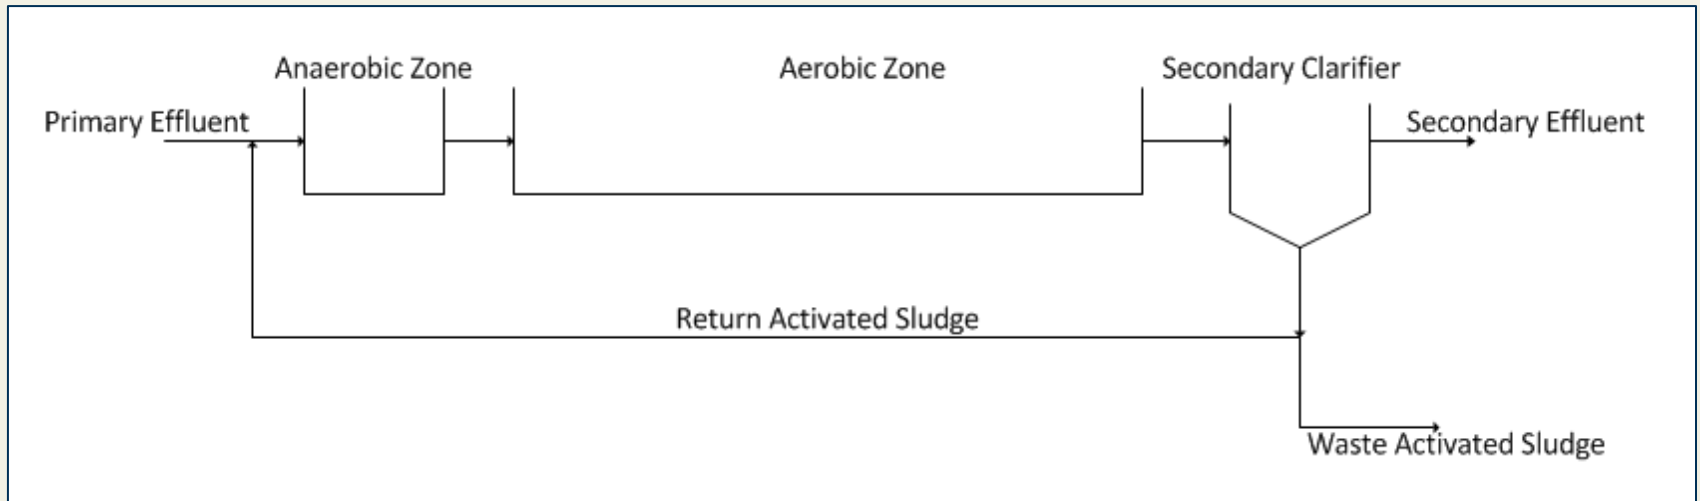 Anaerobic Zone
Aerobic Zone
Secondary Clarifier
Primary Effluent
Secondary Effluent
Return Activated Sludge
Waste Activated Sludge